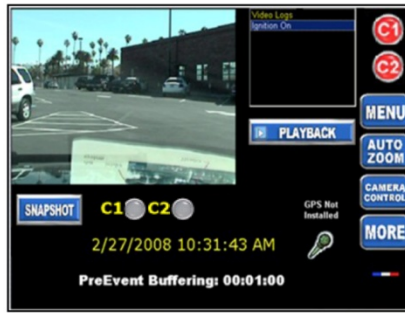 Video Logs
Ignition On
C1
C2
MENU
PLAYBACK
AUTO
ZOOM
CAMERA
CONTROL
SNAPSHOT
C1 C2
GPS Not
Installed
MORE
2/27/2008 10:31:43 AM
PreEvent Buffering: 00:01:00